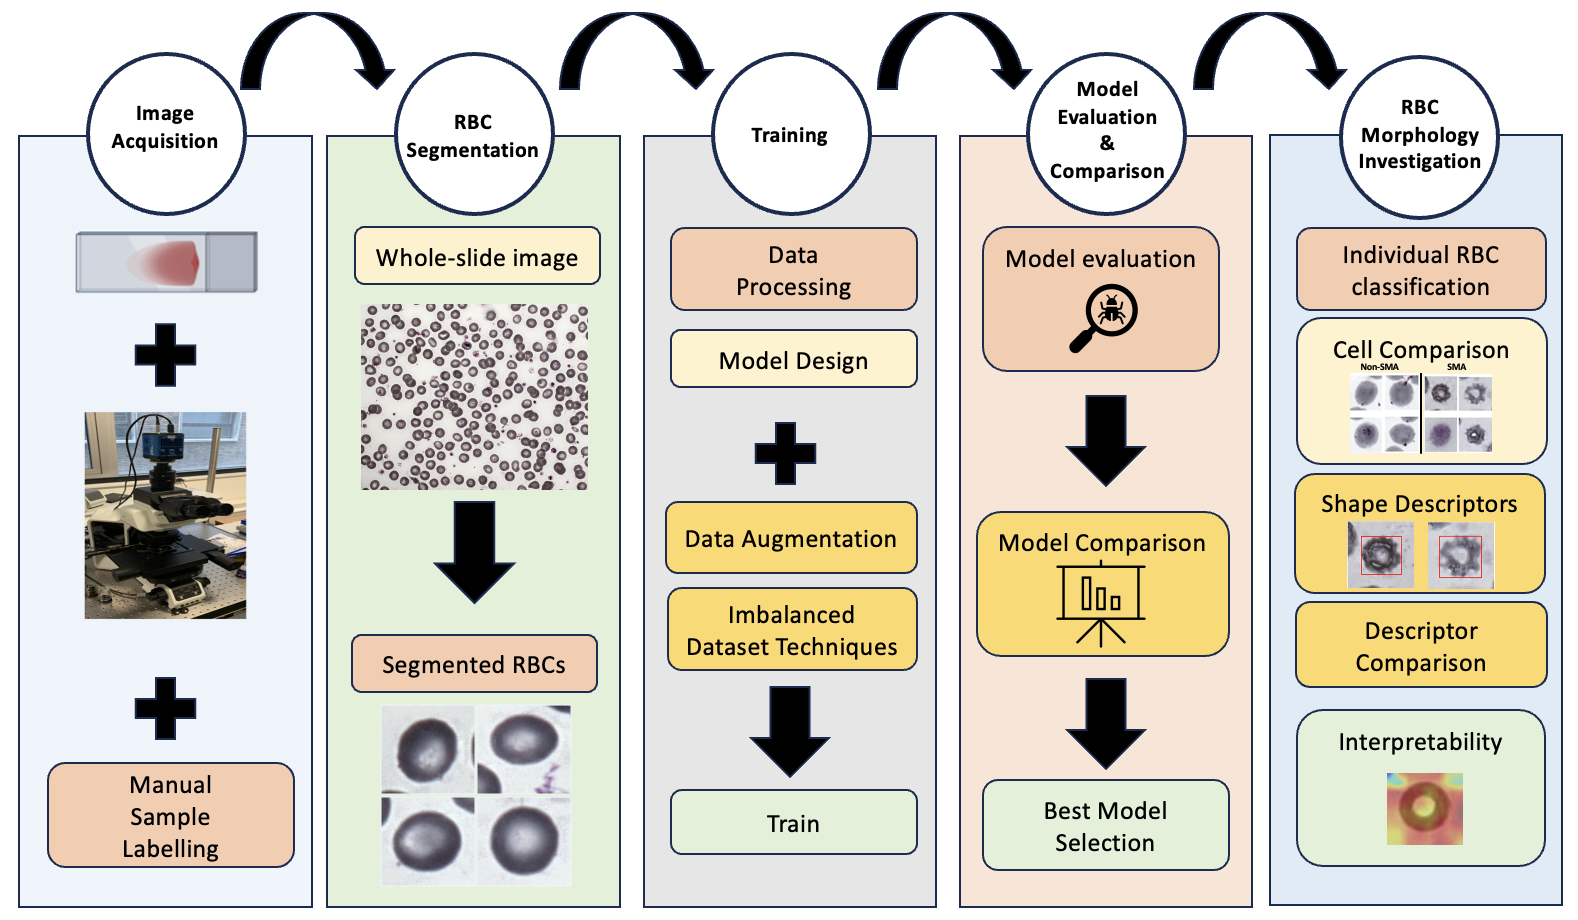 Image
Acquisition
Manual
Sample
Labelling
RBC
Segmentation
Whole-slide image
Segmented RBCs
Training
Data
Processing
Model Design
Data Augmentation
Imbalanced
Dataset Techniques
Train
Model
Evaluation
&
Comparison
Model evaluation
Model Comparison
Best Model
Selection
RBC
Morphology
Investigation
Individual RBC
classification
Cell Comparison
Non-SMA SMA
Shape Descriptors
Descriptor
Comparison
Interpretability